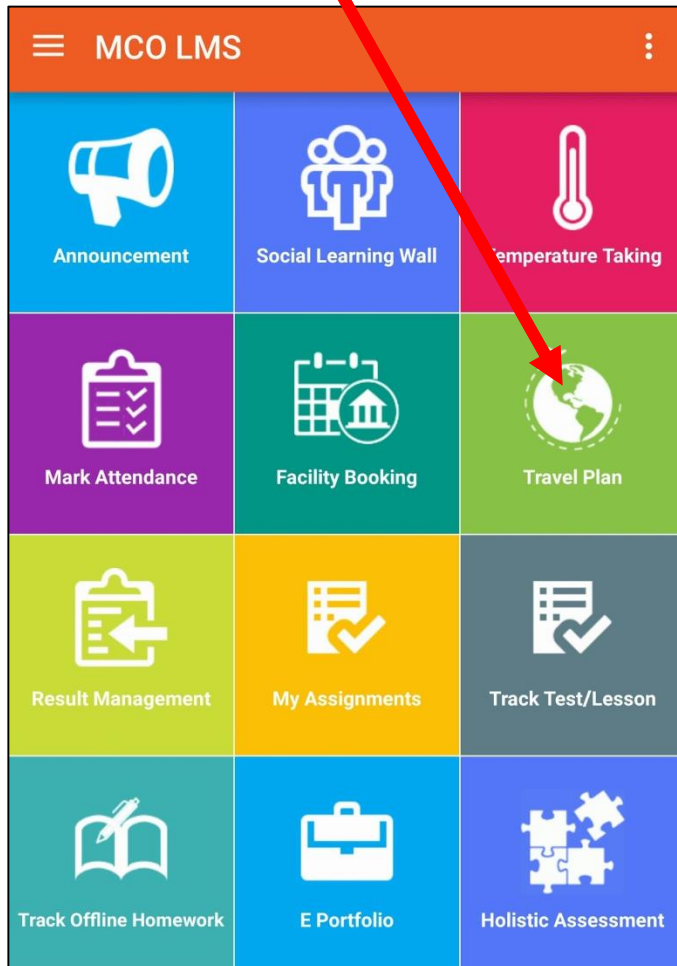 MCO LMS
Announcement
Social Learning Wall
Temperature Taking
Mark Attendance
Facility Booking
Travel Plan
Result Management
My Assignments
Track Test/Lesson
Track Offline Homework
E Portfolio
Holistic Assessment